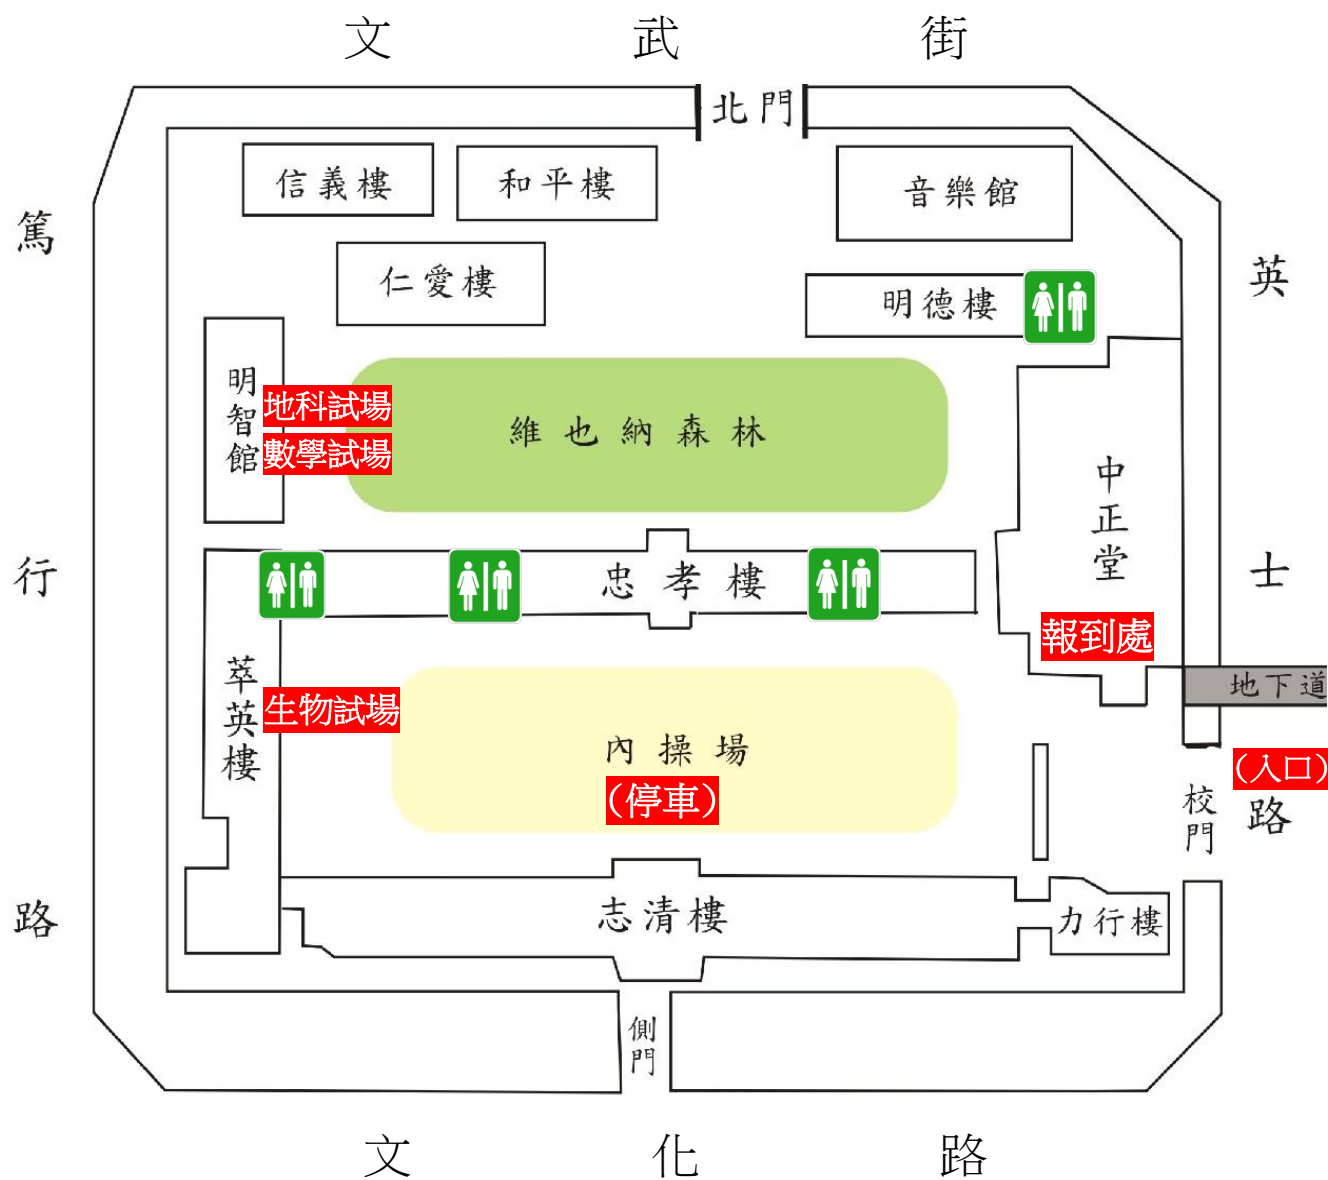 文武街
北門
信義樓
和平樓
音樂館
篤行路
仁愛樓
明德樓
英士路
明智館
地科試場
數學試場
維也納森林
中正堂
忠孝樓
報到處
萃英樓
生物試場
地下道
內操場
(停車)
(入口)
校門
志清樓
力行樓
側門
文化路